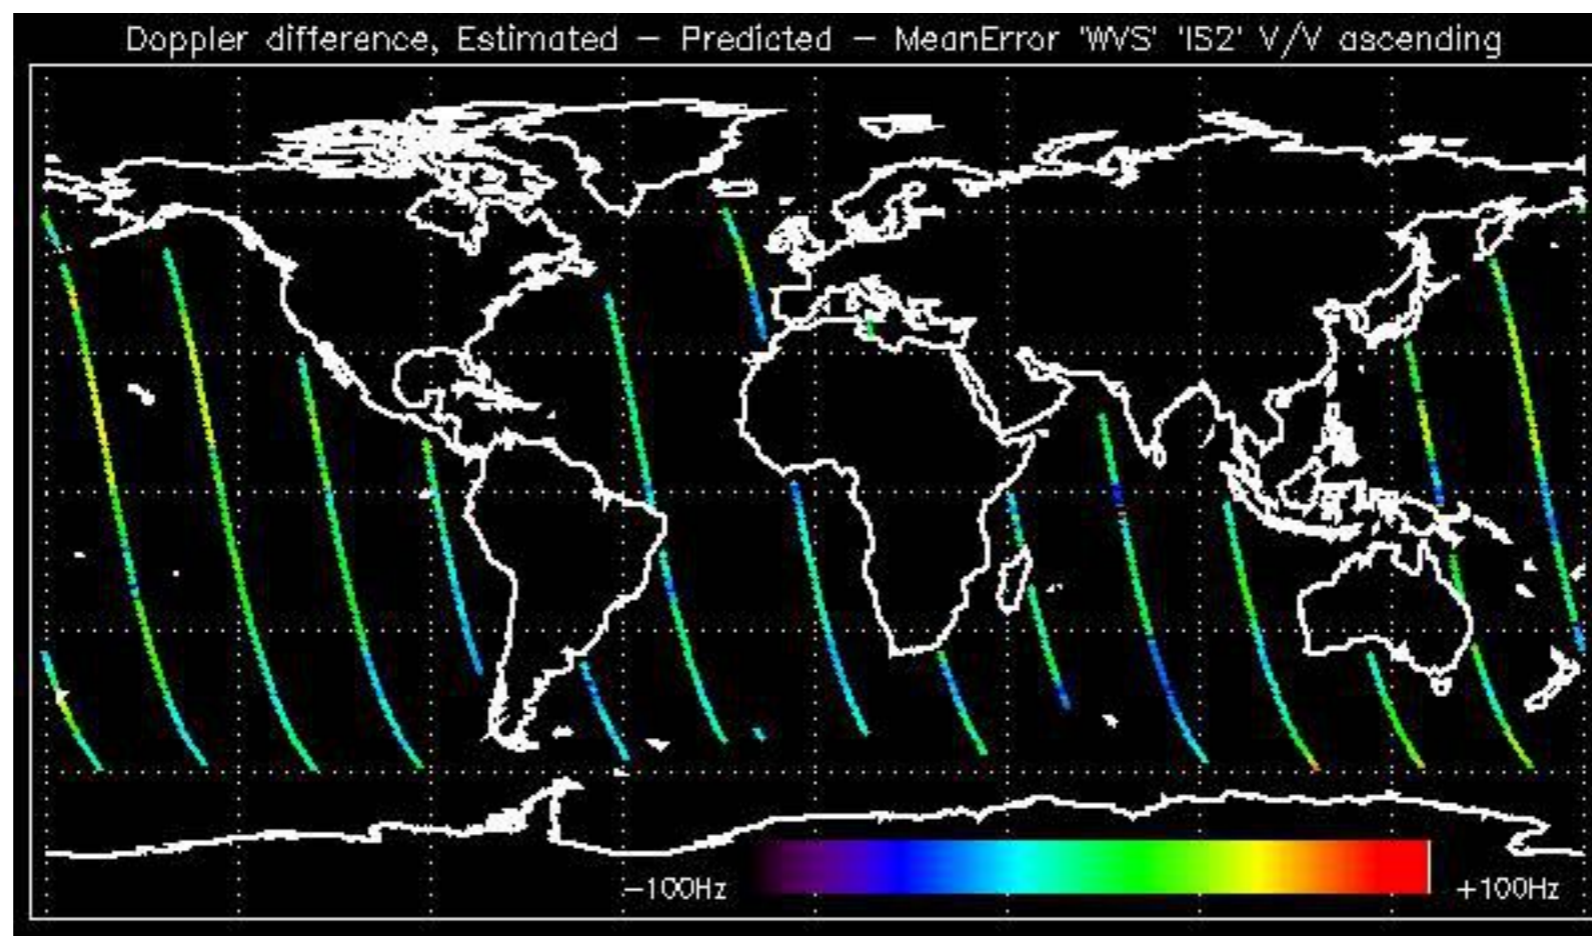 Doppler difference, Estimated – Predicted – MeanError 'WVS' 'IS2' V/V ascending
−100Hz +100Hz